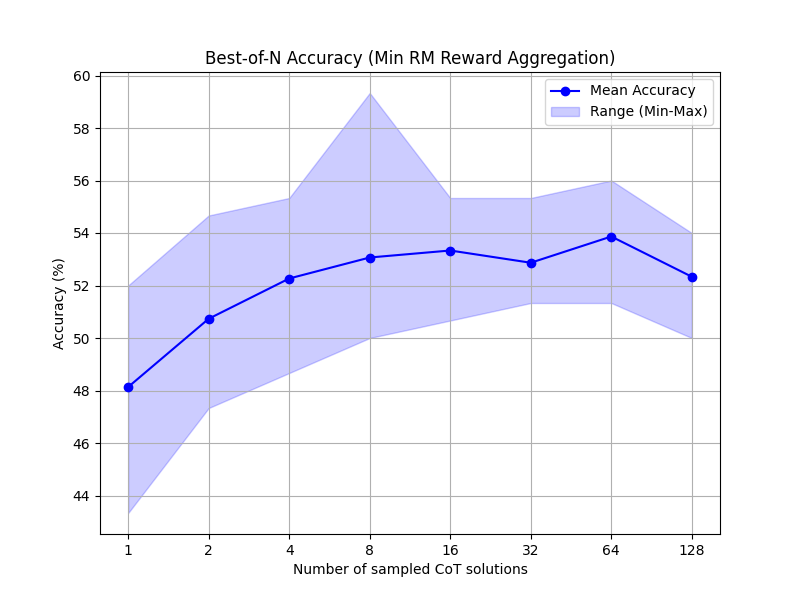 Best-of-N Accuracy (Min RM Reward Aggregation)
Mean Accuracy
Range (Min-Max)
Accuracy (%)
60
58
56
54
52
50
48
46
44
1 2 4 8 16 32 64 128
Number of sampled CoT solutions